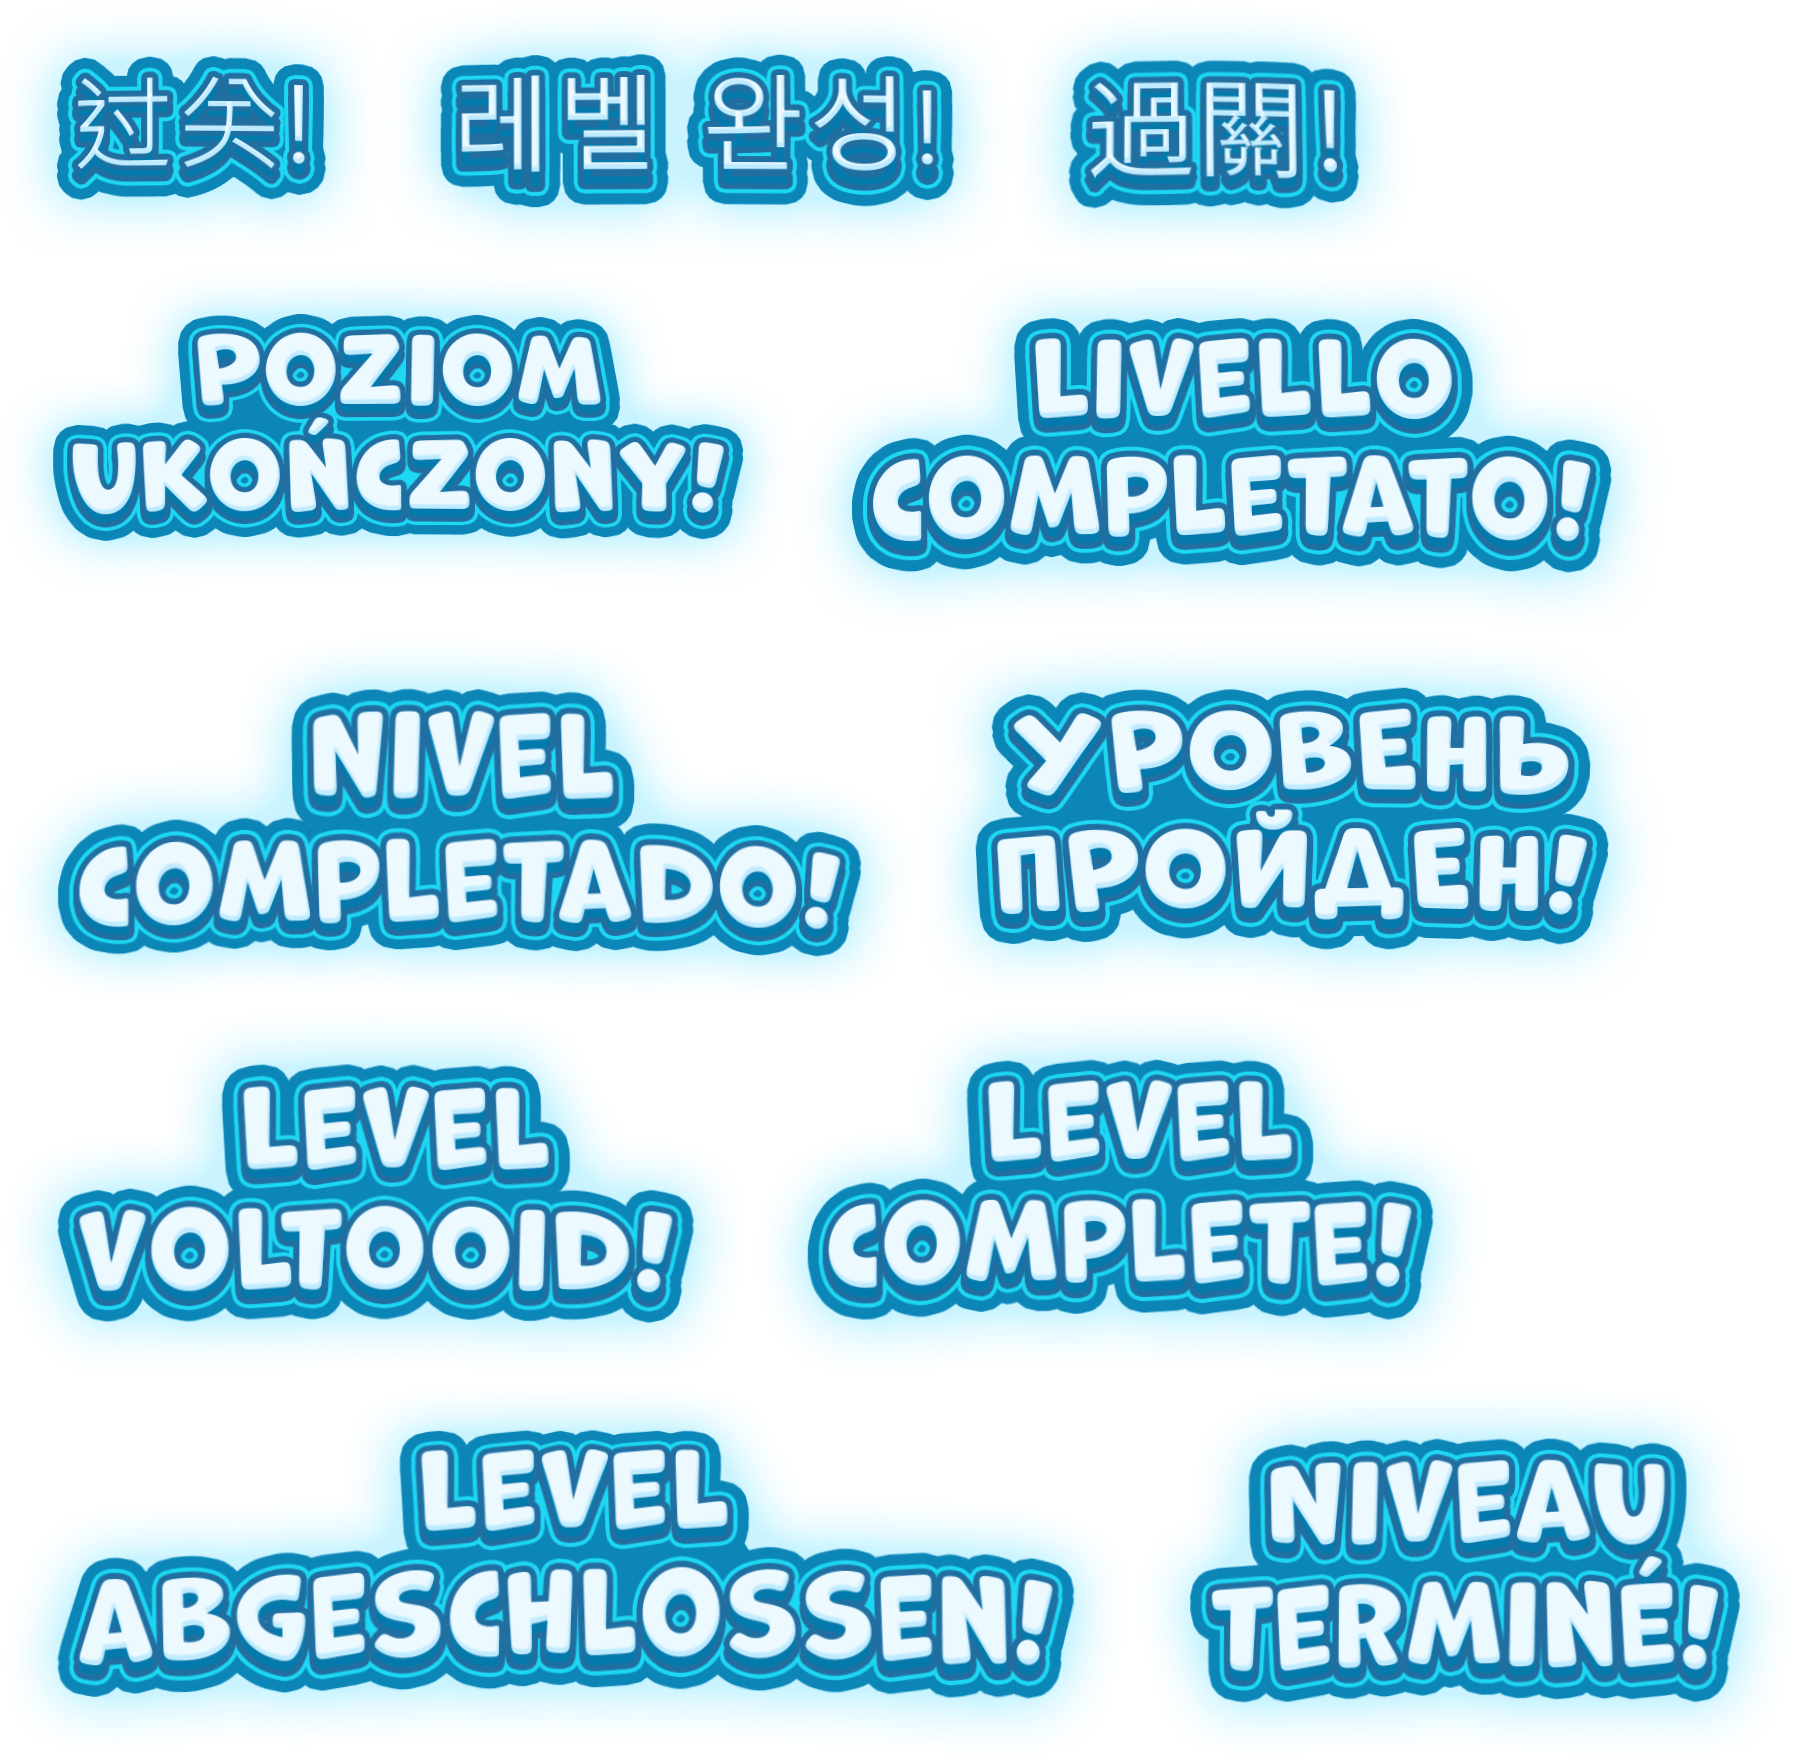 过关!
레벨 완성!
過關!
POZIOM
UKOŃCZONY!
LIVELLO
COMPLETATO!
NIVEL
COMPLETADO!
УРОВЕНЬ
ПРОЙДЕН!
LEVEL
VOLTOOID!
LEVEL
COMPLETE!
LEVEL
ABGESCHLOSSEN!
NIVEAU
TERMINÉ!